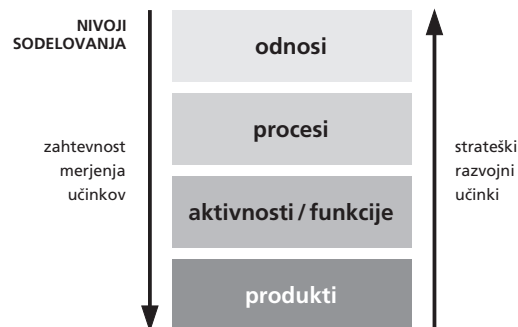 NIVOJI
SODELOVANJA
odnosi
procesi
zahtevnost
merjenja
učinkov
strateški
razvojni
učinki
aktivnosti / funkcije
produkti